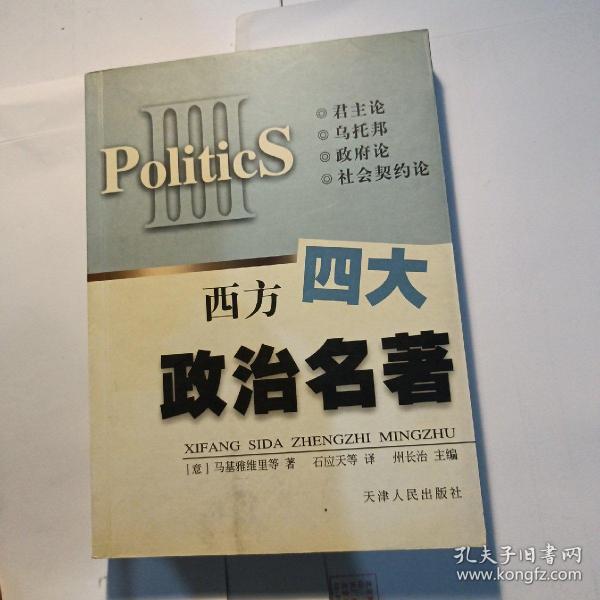 PoliticS
◎ 君主论
◎ 乌托邦
◎ 政府论
◎ 社会契约论
西方 四大
政治名著
XIFANG SIDA ZHENGZHI MINGZHU
[意] 马基雅维里等 著 石应天等 译 州长治 主编
天津人民出版社
孔夫子旧书网
www.kongfz.com